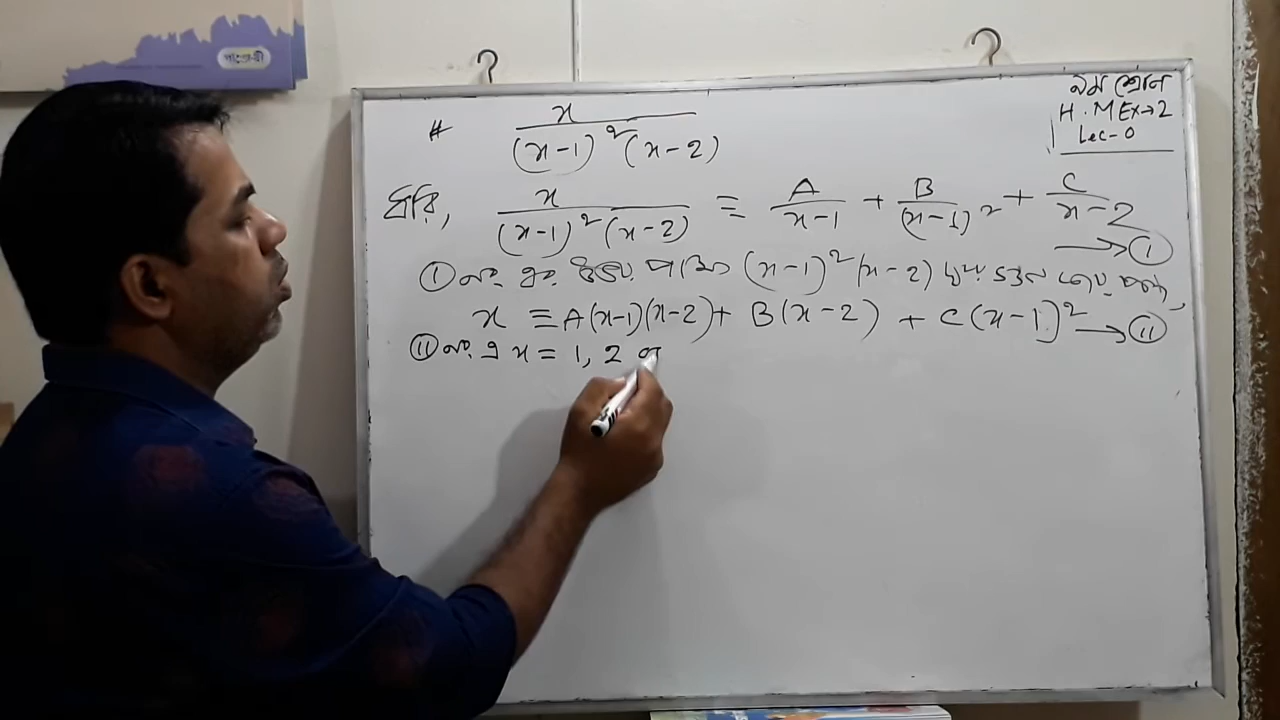 পাঞ্জেরী
নবম শ্রেণি
H.M Ex→2
Lec-0
# x/(x-1)²(x-2)
ধরি, x/(x-1)²(x-2) ≡ A/(x-1) + B/(x-1)² + C/(x-2) → (i)
(i) নং এর উভয় পক্ষকে (x-1)²(x-2) দ্বারা গুণ করে পাই,
x ≡ A(x-1)(x-2) + B(x-2) + C(x-1)² → (ii)
(ii) নং এ x = 1, 2